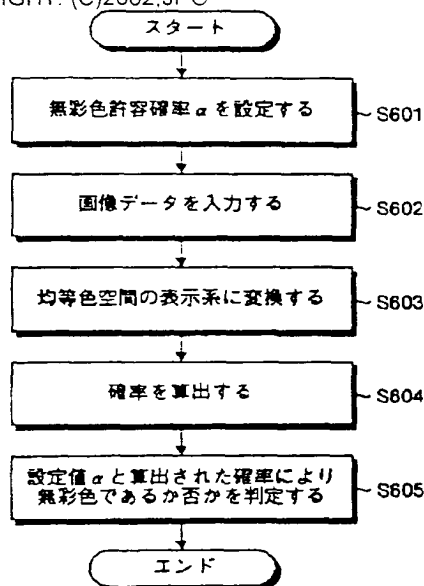 (C)2002,JPO
スタート
無彩色許容確率αを設定する
S601
画像データを入力する
S602
均等色空間の表示系に変換する
S603
確率を算出する
S604
設定値αと算出された確率により
無彩色であるか否かを判定する
S605
エンド